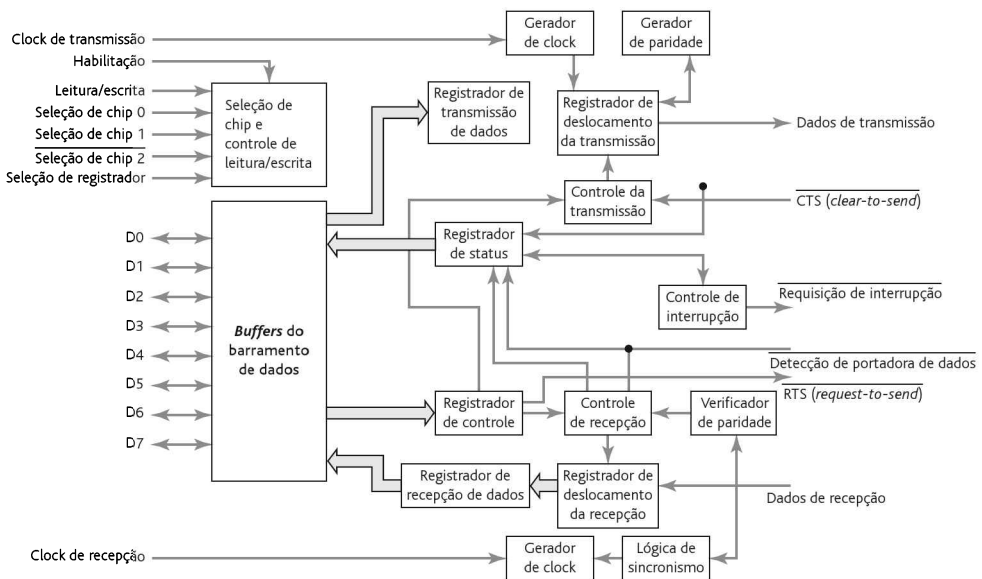 Clock de transmissão
Habilitação
Leitura/escrita
Seleção de chip 0
Seleção de chip 1
Seleção de chip 2
Seleção de registrador
Seleção de
chip e
controle de
leitura/escrita
Gerador
de clock
Gerador
de paridade
Registrador de
transmissão
de dados
Registrador de
deslocamento
da transmissão
Dados de transmissão
Controle da
transmissão
CTS (clear-to-send)
Registrador
de status
Controle de
interrupção
Requisição de interrupção
D0
D1
D2
D3
D4
D5
D6
D7
Buffers do
barramento
de dados
Detecção de portadora de dados
RTS (request-to-send)
Registrador
de controle
Controle
de recepção
Verificador
de paridade
Registrador de
recepção de dados
Registrador de
deslocamento
da recepção
Dados de recepção
Clock de recepção
Gerador
de clock
Lógica de
sincronismo